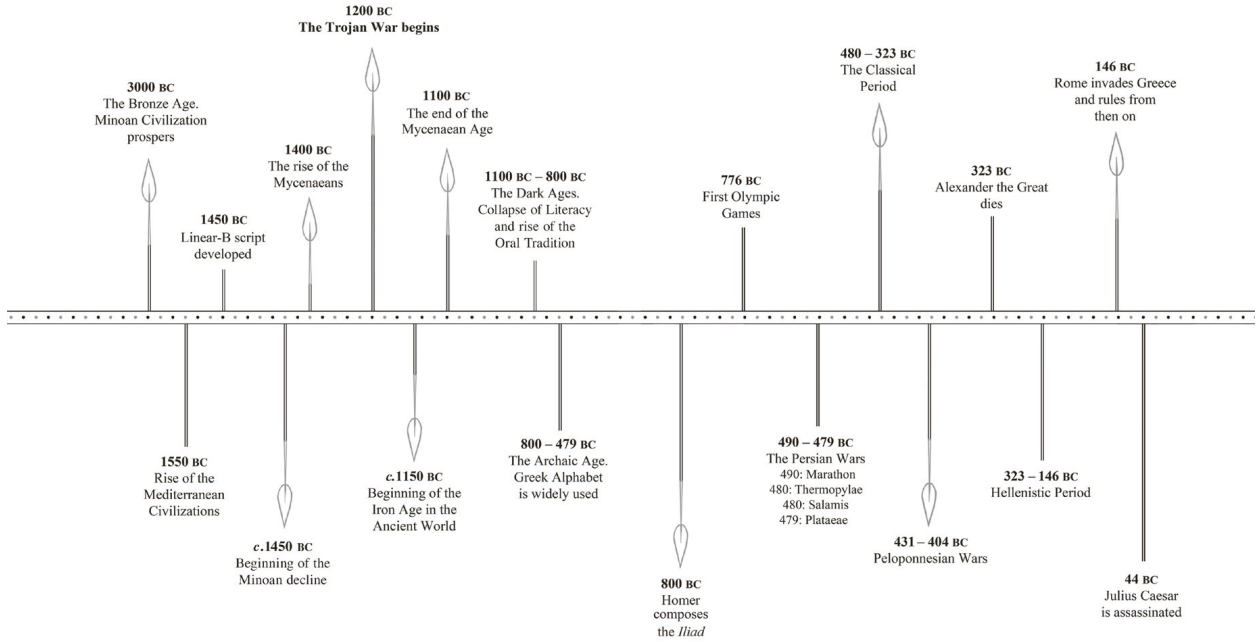 1200 BC
The Trojan War begins
3000 BC
The Bronze Age.
Minoan Civilization
prospers
1450 BC
Linear-B script
developed
1400 BC
The rise of the
Mycenaeans
1100 BC
The end of the
Mycenaean Age
1100 BC – 800 BC
The Dark Ages.
Collapse of Literacy
and rise of the
Oral Tradition
776 BC
First Olympic
Games
480 – 323 BC
The Classical
Period
323 BC
Alexander the Great
dies
146 BC
Rome invades Greece
and rules from
then on
1550 BC
Rise of the
Mediterranean
Civilizations
c.1450 BC
Beginning of the
Minoan decline
c.1150 BC
Beginning of the
Iron Age in the
Ancient World
800 – 479 BC
The Archaic Age.
Greek Alphabet
is widely used
800 BC
Homer
composes
the Iliad
490 – 479 BC
The Persian Wars
490: Marathon
480: Thermopylae
480: Salamis
479: Plataeae
431 – 404 BC
Peloponnesian Wars
323 – 146 BC
Hellenistic Period
44 BC
Julius Caesar
is assassinated